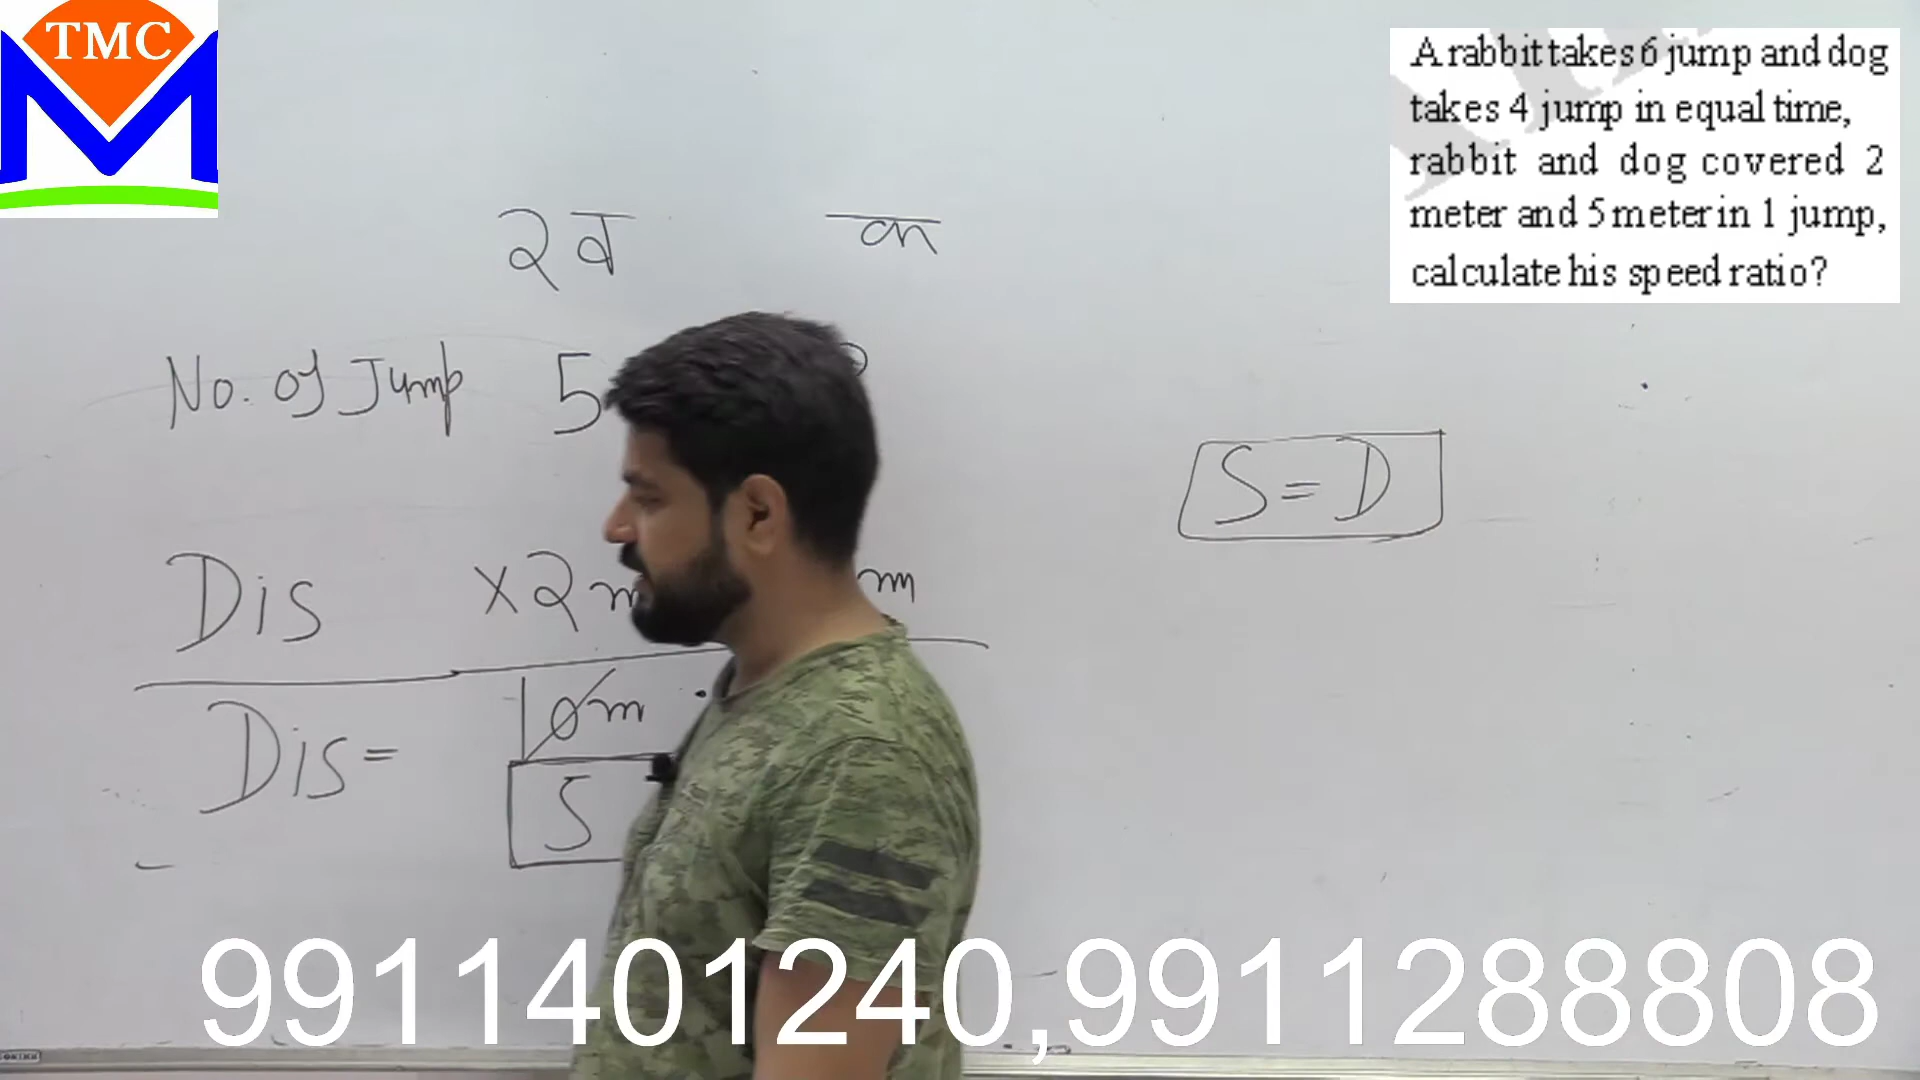 TMC
A rabbit takes 6 jump and dog
takes 4 jump in equal time,
rabbit and dog covered 2
meter and 5 meter in 1 jump,
calculate his speed ratio?
No. of Jump 5
S = D
Dis ×2m m
Dis = 10m
5
9911401240,9911288808